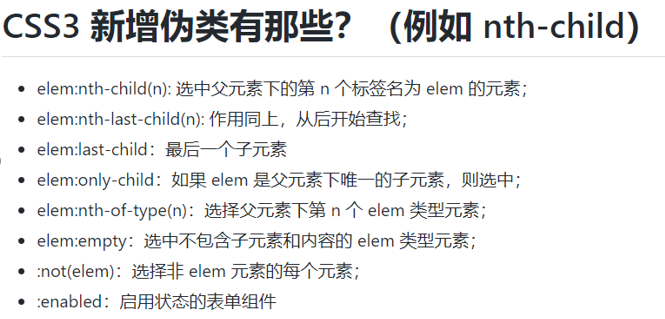 CSS3 新增伪类有那些？（例如 nth-child）
elem:nth-child(n): 选中父元素下的第 n 个标签名为 elem 的元素；
elem:nth-last-child(n): 作用同上，从后开始查找；
elem:last-child：最后一个子元素
elem:only-child：如果 elem 是父元素下唯一的子元素，则选中；
elem:nth-of-type(n)：选择父元素下第 n 个 elem 类型元素；
elem:empty：选中不包含子元素和内容的 elem 类型元素；
:not(elem)：选择非 elem 元素的每个元素；
:enabled：启用状态的表单组件